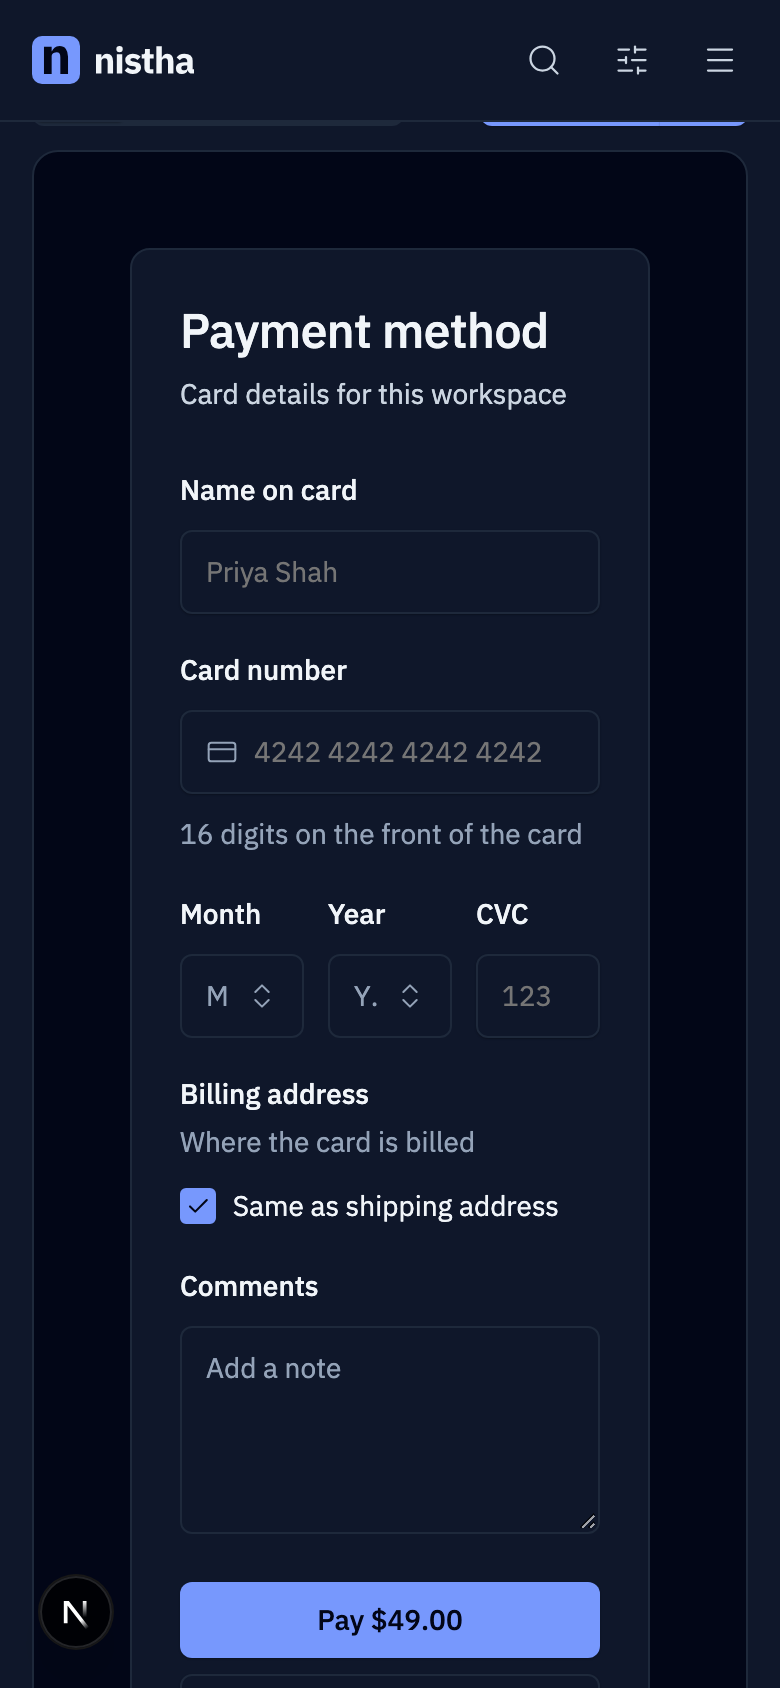 n nistha
Payment method
Card details for this workspace
Name on card
Priya Shah
Card number
4242 4242 4242 4242
16 digits on the front of the card
Month Year CVC
M Y. 123
Billing address
Where the card is billed
Same as shipping address
Comments
Add a note
N
Pay $49.00